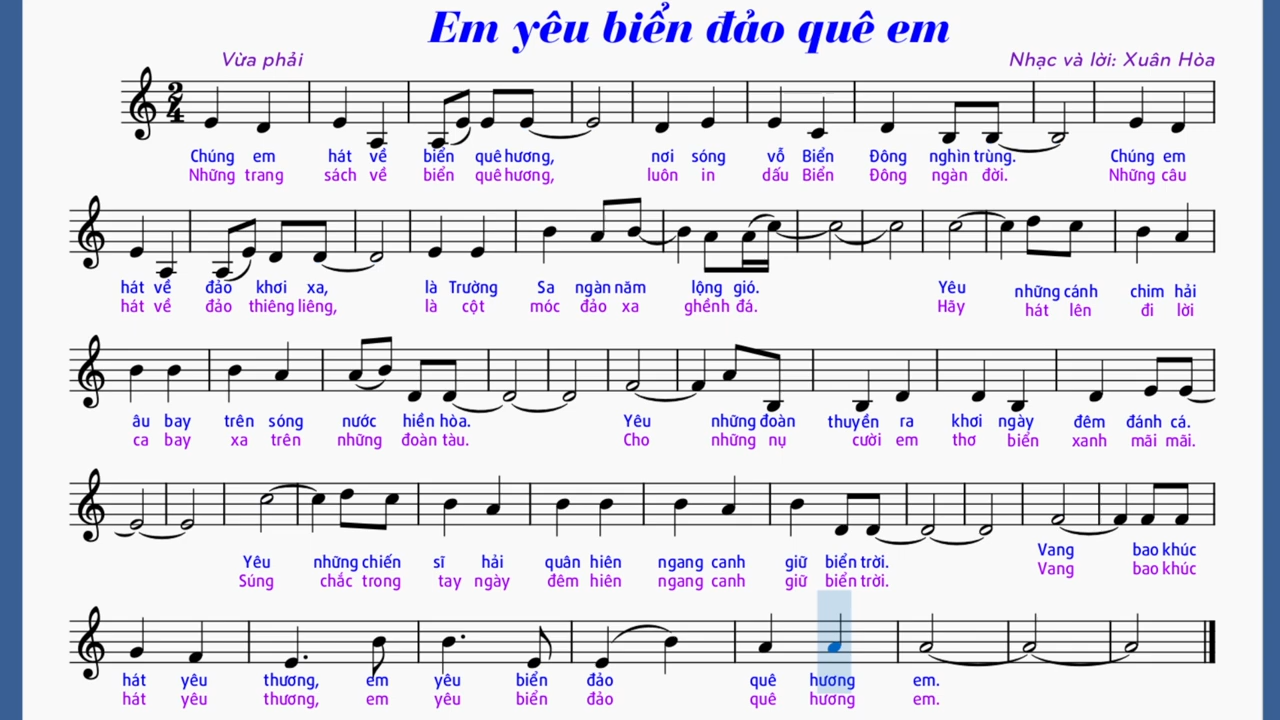 Em yêu biển đảo quê em
Vừa phải
Nhạc và lời: Xuân Hòa
2
4
Chúng em hát về biển quê hương, nơi sóng vỗ Biển Đông nghìn trùng. Chúng em
Những trang sách về biển quê hương, luôn in dấu Biển Đông ngàn đời. Những câu
hát về đảo khơi xa, là Trường Sa ngàn năm lộng gió. Yêu những cánh chim hải
hát về đảo thiêng liêng, là cột móc đảo xa ghềnh đá. Hãy hát lên đi lời
âu bay trên sóng nước hiền hòa. Yêu những đoàn thuyền ra khơi ngày đêm đánh cá.
ca bay xa trên những đoàn tàu. Cho những nụ cười em thơ biển xanh mãi mãi.
Yêu những chiến sĩ hải quân hiên ngang canh giữ biển trời. Vang bao khúc
Súng chắc trong tay ngày đêm hiên ngang canh giữ biển trời. Vang bao khúc
hát yêu thương, em yêu biển đảo quê hương em.
hát yêu thương, em yêu biển đảo quê hương em.